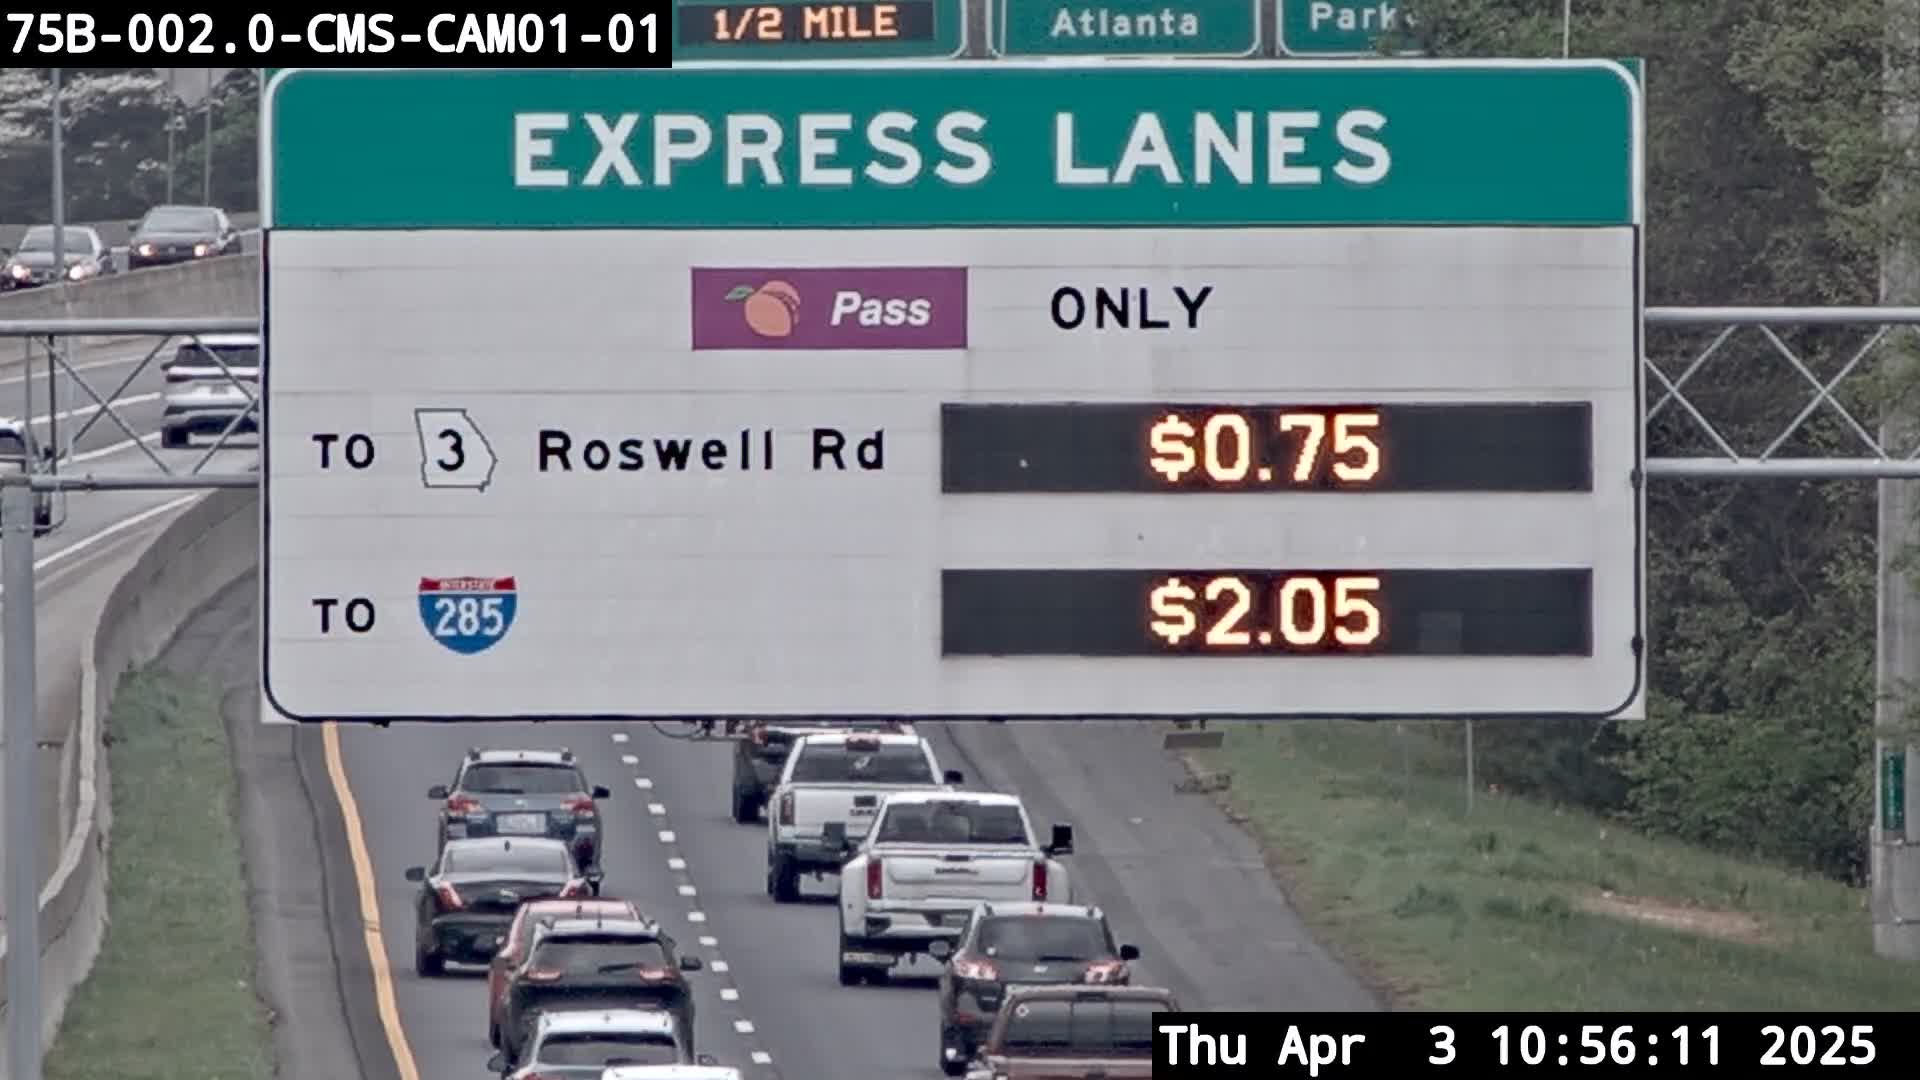 75B-002.0-CMS-CAM01-01
1/2 MILE
Atlanta
EXPRESS LANES
Pass ONLY
TO 3 Roswell Rd $0.75
TO INTERSTATE 285 $2.05
Thu Apr 3 10:56:11 2025